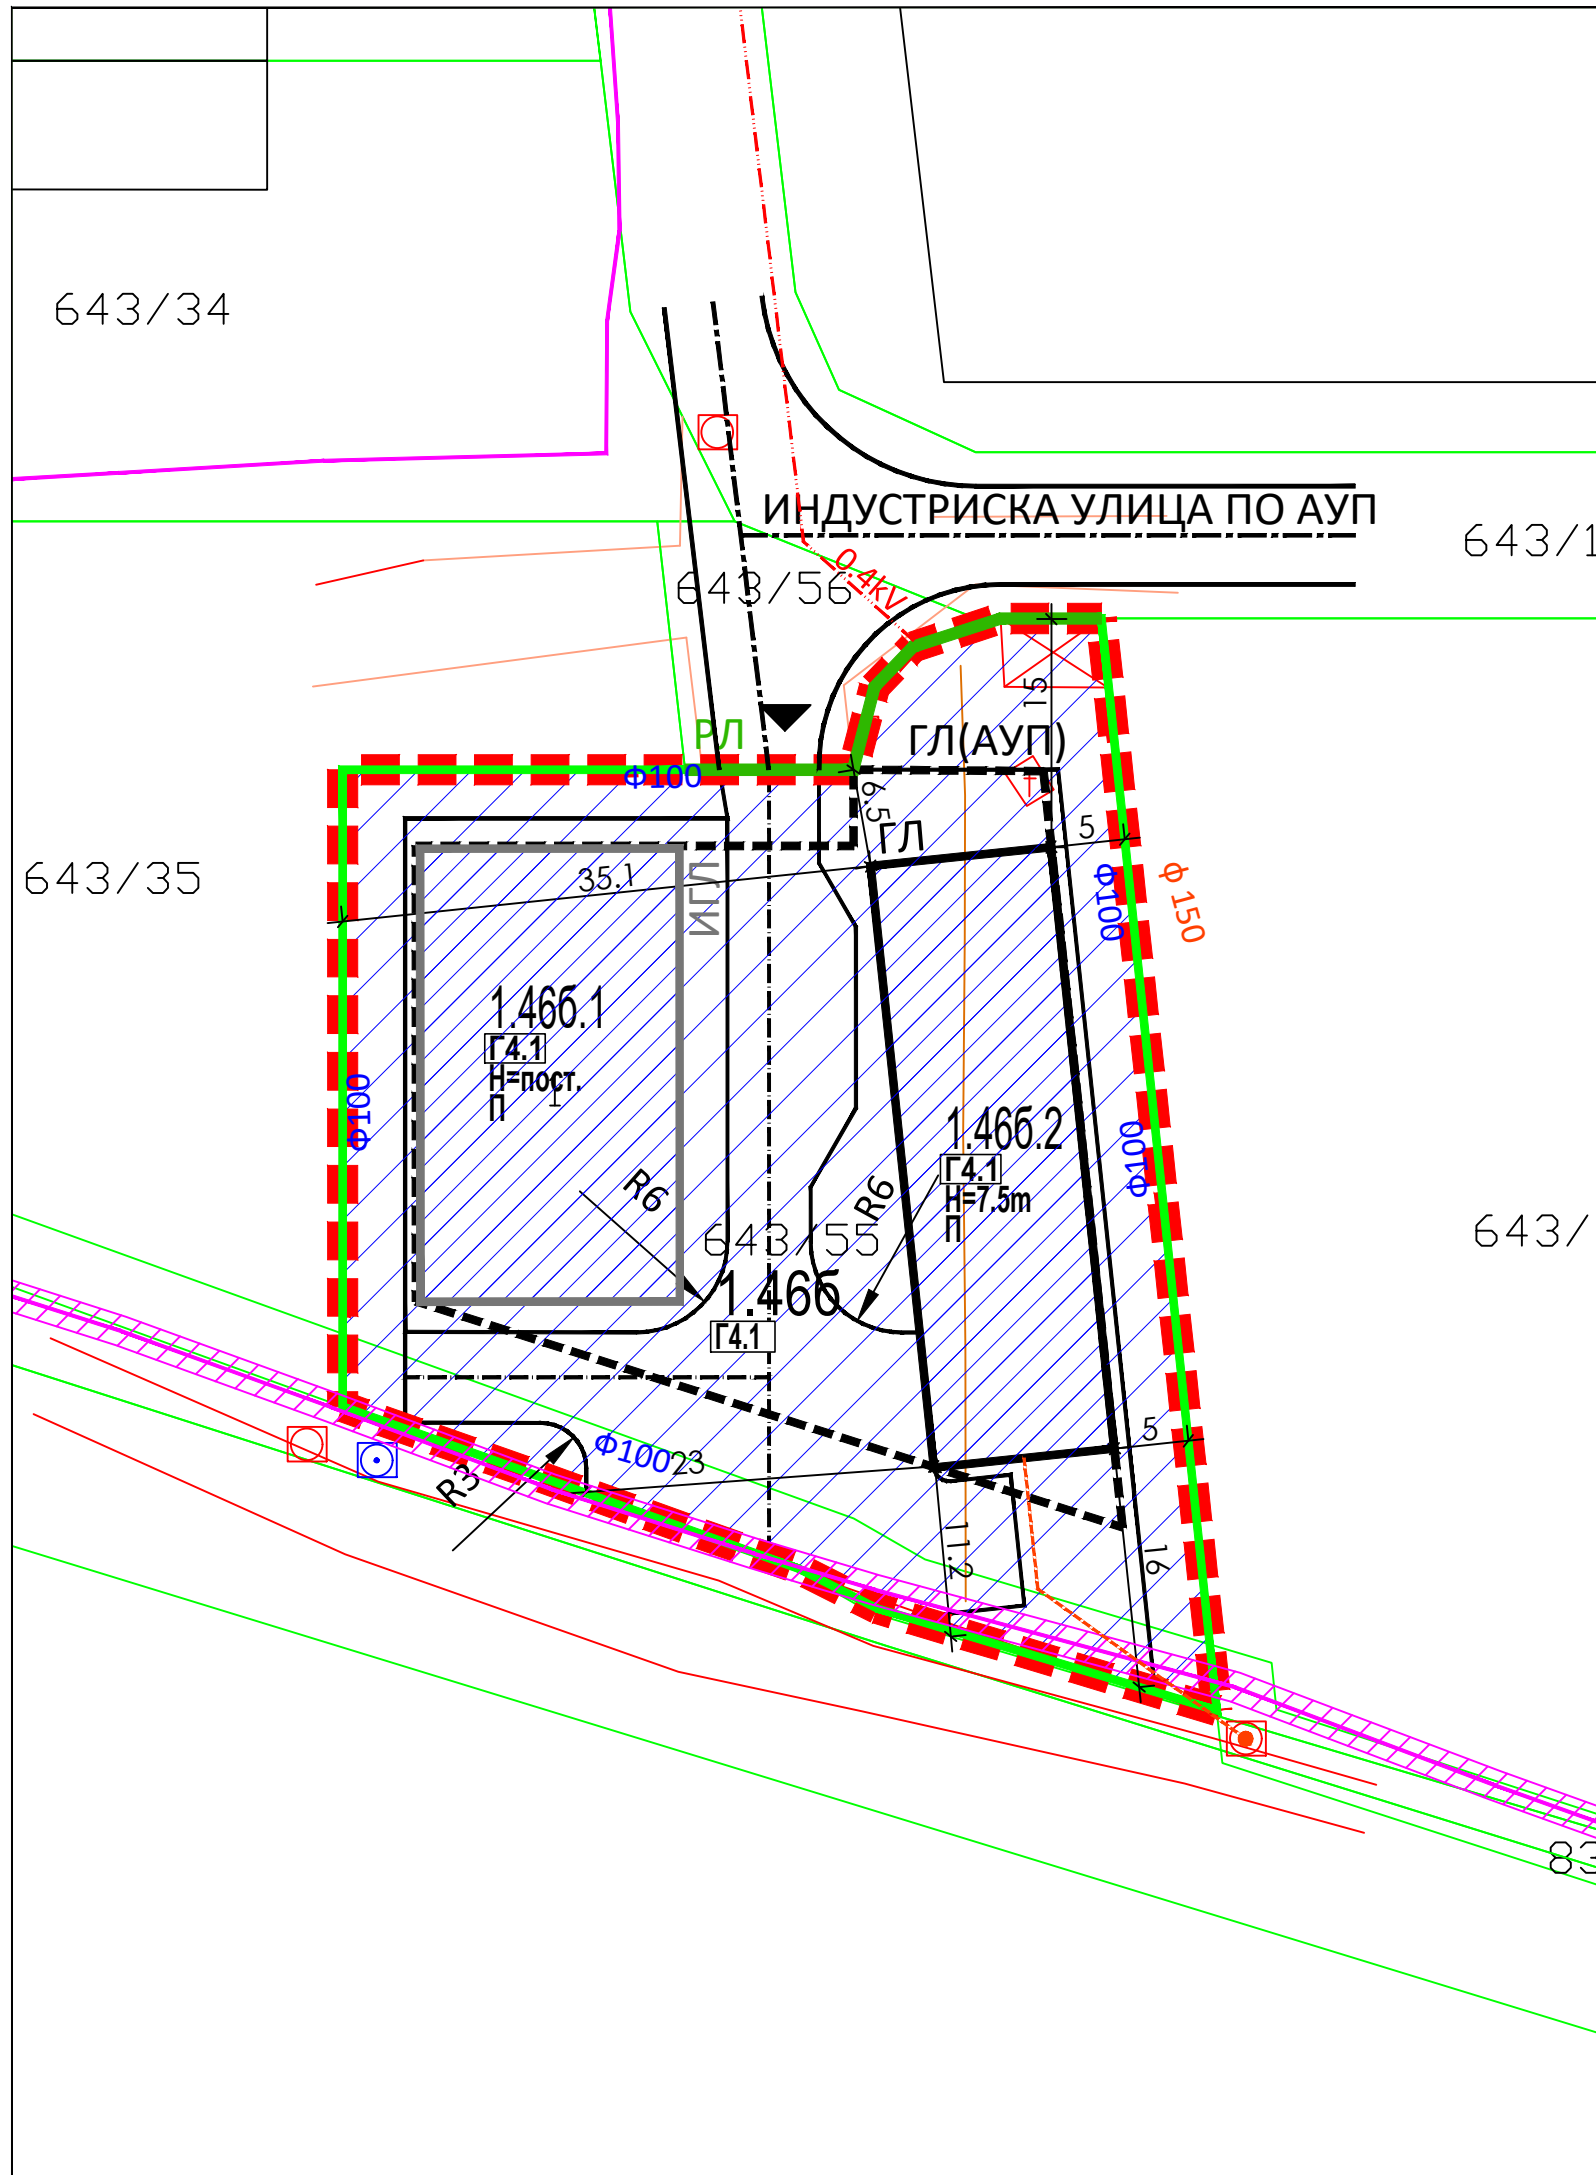 643/34
ИНДУСТРИСКА УЛИЦА ПО АУП
643/1
0.4kV
643/56
15
РЛ
ГЛ(АУП)
Ф100
6.5
ГЛ
5
643/35
35.1
ИГЛ
Ф100
Ф 150
1.46б.1
Г4.1
Н=пост.
П
1
Ф100
1.46б.2
Г4.1
Н=7.5m
П
Ф100
R6
R6
643/55
643/
1.46б
Г4.1
Ф100
23
5
R3
11.2
16
83